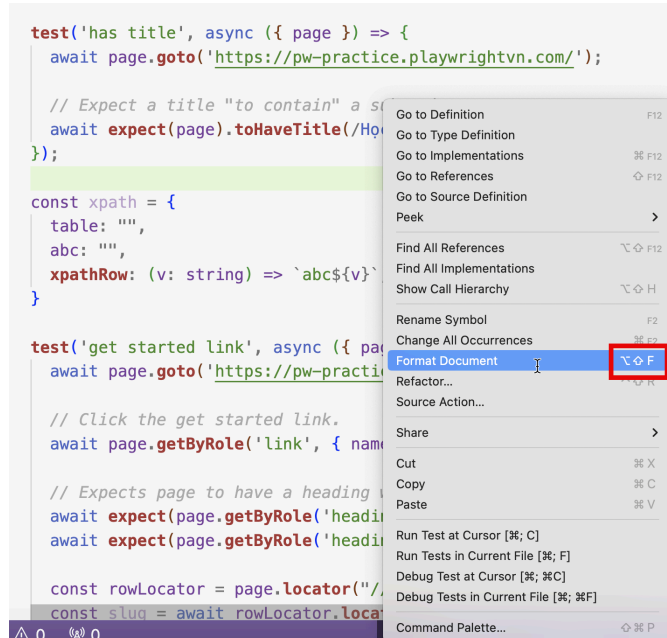 test('has title', async ({ page }) => {
await page.goto('https://pw-practice.playwrightvn.com/');
// Expect a title "to contain" a
await expect(page).toHaveTitle(/Học
});
const xpath = {
table: "",
abc: "",
xpathRow: (v: string) => `abc${v}`
}
test('get started link', async ({
await page.goto('https://pw-practi
// Click the get started link.
await page.getByRole('link', { name
// Expects page to have a heading
await expect(page.getByRole('headin
await expect(page.getByRole('headin
const rowLocator = page.locator("//
const slug = await rowLocator.loca
0 0
Go to Definition F12
Go to Type Definition
Go to Implementations ⌘ F12
Go to References ⇧ F12
Go to Source Definition
Peek
Find All References ⌥⇧ F12
Find All Implementations
Show Call Hierarchy ⌥⇧ H
Rename Symbol F2
Change All Occurrences ⌘ F2
Format Document ⌥⇧ F
Refactor... ⌃⇧ R
Source Action...
Share
Cut ⌘ X
Copy ⌘ C
Paste ⌘ V
Run Test at Cursor [⌘; C]
Run Tests in Current File [⌘; F]
Debug Test at Cursor [⌘; ⌘C]
Debug Tests in Current File [⌘; ⌘F]
Command Palette... ⇧⌘ P